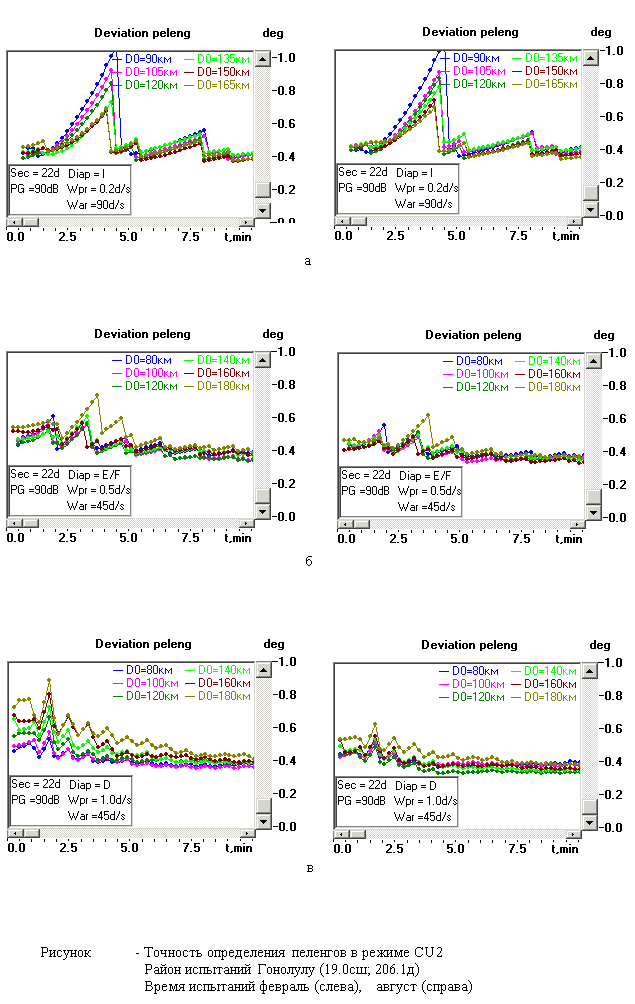 Deviation peleng deg
D0=90км D0=135км
D0=105км D0=150км
D0=120км D0=165км
1.0
0.8
0.6
0.4
0.2
0.0
Sec = 22d Diap = I
PG =90dB Wpr = 0.2d/s
War =90d/s
0.0 2.5 5.0 7.5 t,min
Deviation peleng deg
D0=90км D0=135км
D0=105км D0=150км
D0=120км D0=165км
1.0
0.8
0.6
0.4
0.2
0.0
Sec = 22d Diap = I
PG =90dB Wpr = 0.2d/s
War =90d/s
0.0 2.5 5.0 7.5 t,min
а
Deviation peleng deg
D0=80км D0=140км
D0=100км D0=160км
D0=120км D0=180км
1.0
0.8
0.6
0.4
0.2
0.0
Sec = 22d Diap = E/F
PG =90dB Wpr = 0.5d/s
War =45d/s
0.0 2.5 5.0 7.5 t,min
Deviation peleng deg
D0=80км D0=140км
D0=100км D0=160км
D0=120км D0=180км
1.0
0.8
0.6
0.4
0.2
0.0
Sec = 22d Diap = E/F
PG =90dB Wpr = 0.5d/s
War =45d/s
0.0 2.5 5.0 7.5 t,min
б
Deviation peleng deg
D0=80км D0=140км
D0=100км D0=160км
D0=120км D0=180км
1.0
0.8
0.6
0.4
0.2
0.0
Sec = 22d Diap = D
PG =90dB Wpr = 1.0d/s
War =45d/s
0.0 2.5 5.0 7.5 t,min
Deviation peleng deg
D0=80км D0=140км
D0=100км D0=160км
D0=120км D0=180км
1.0
0.8
0.6
0.4
0.2
0.0
Sec = 22d Diap = D
PG =90dB Wpr = 1.0d/s
War =45d/s
0.0 2.5 5.0 7.5 t,min
в
Рисунок - Точность определения пеленгов в режиме CU2
Район испытаний Гонолулу (19.0сш; 206.1д)
Время испытаний февраль (слева), август (справа)